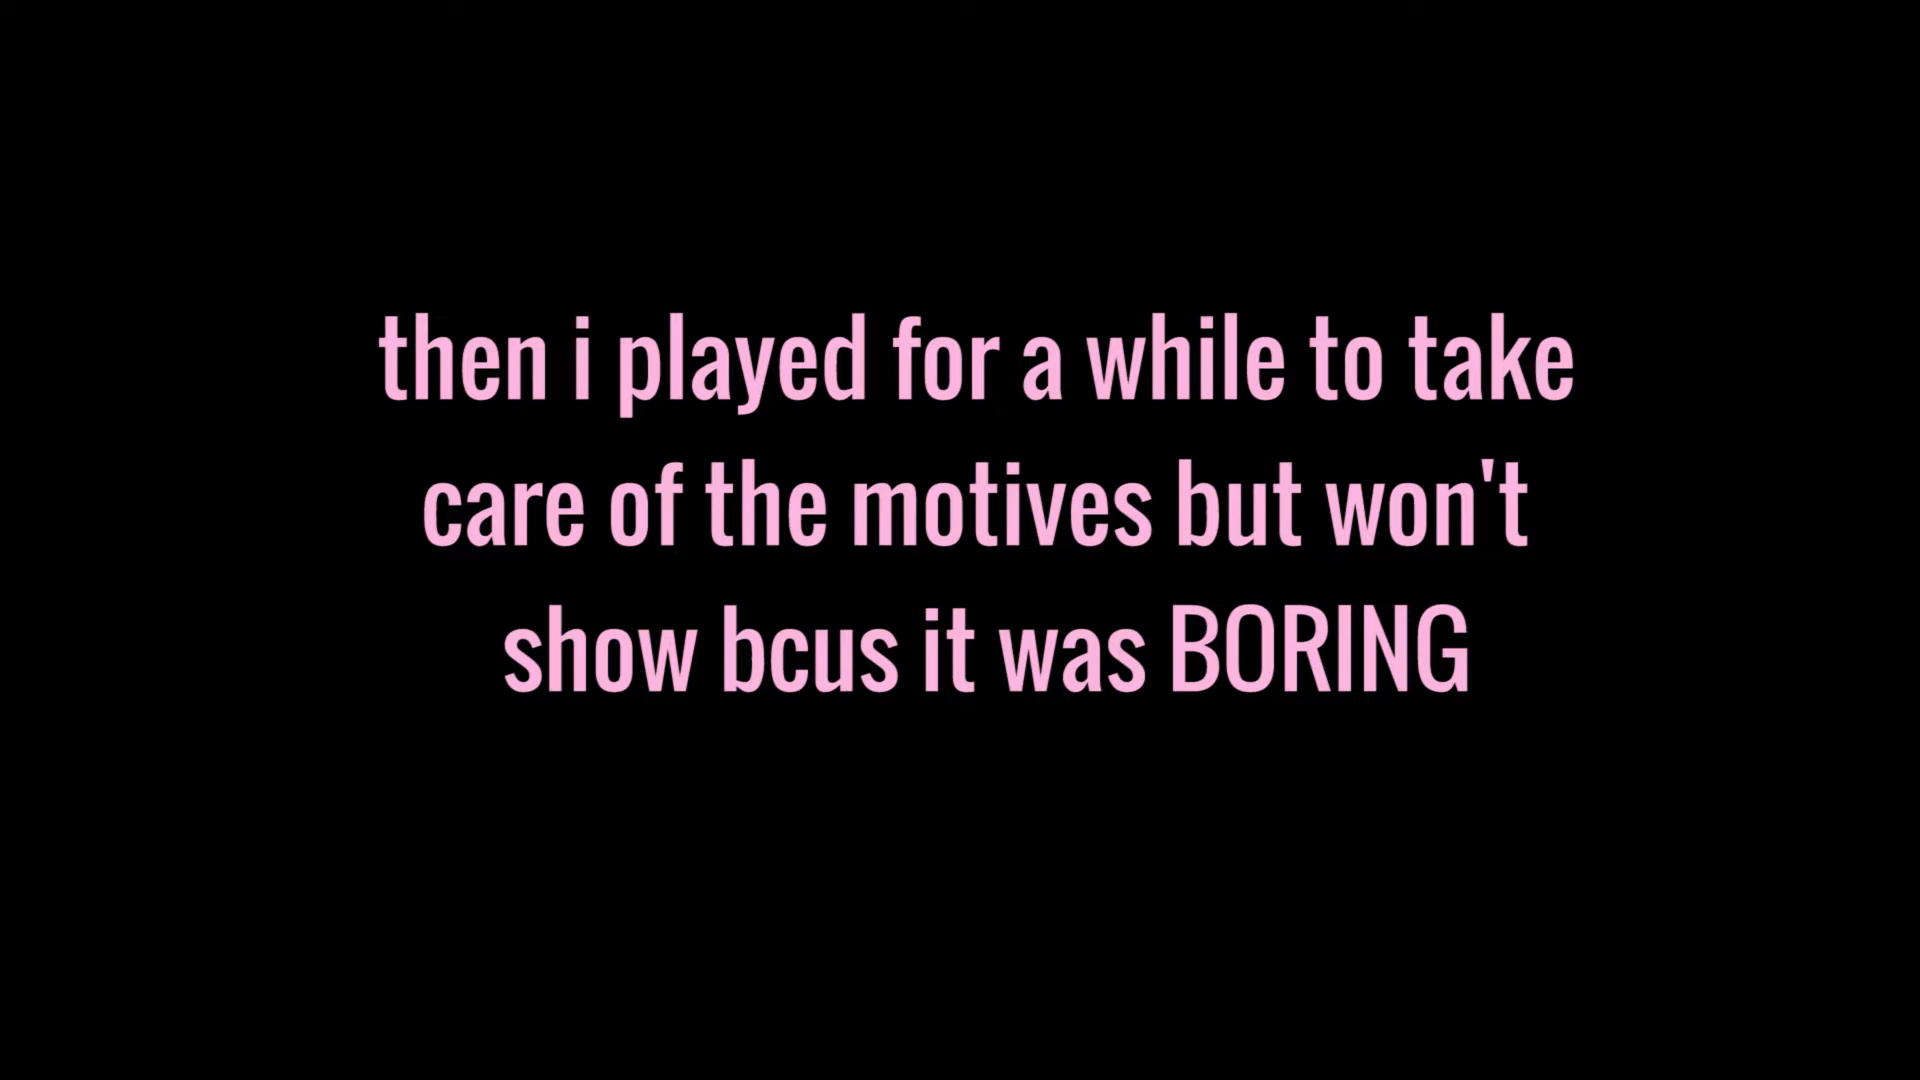 then i played for a while to take
care of the motives but won't
show bcus it was BORING